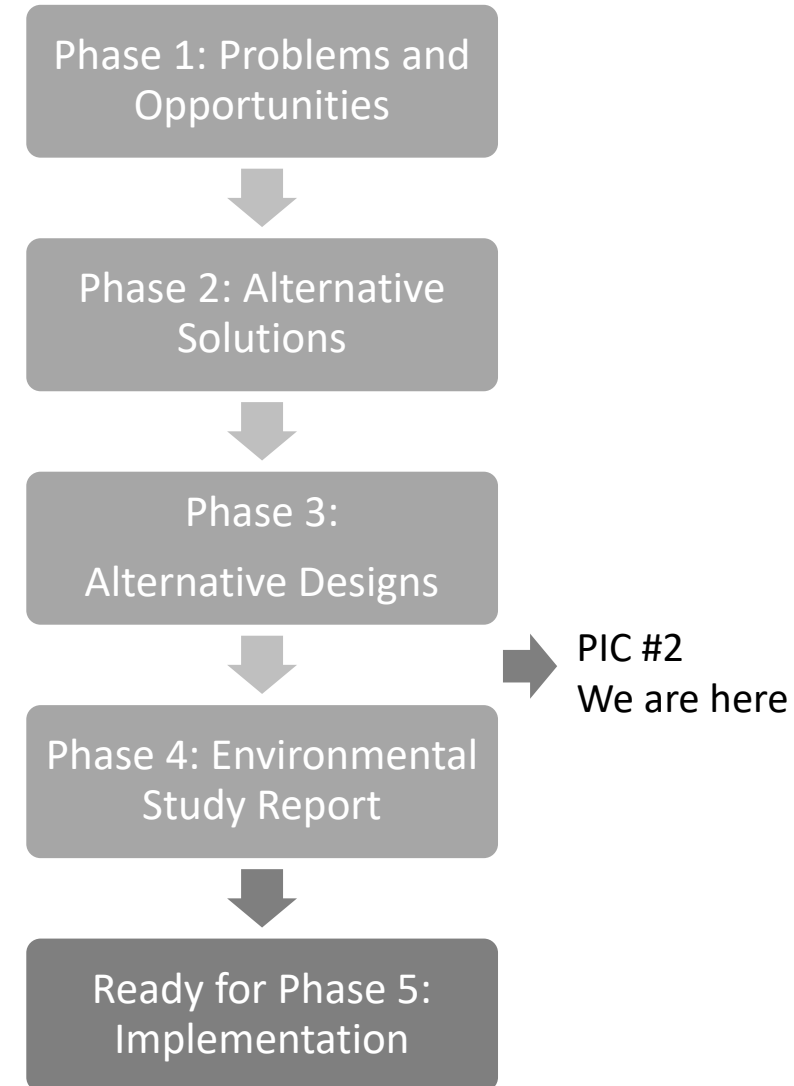 Phase 1: Problems and
Opportunities
Phase 2: Alternative
Solutions
Phase 3:
Alternative Designs
PIC #2
We are here
Phase 4: Environmental
Study Report
Ready for Phase 5:
Implementation